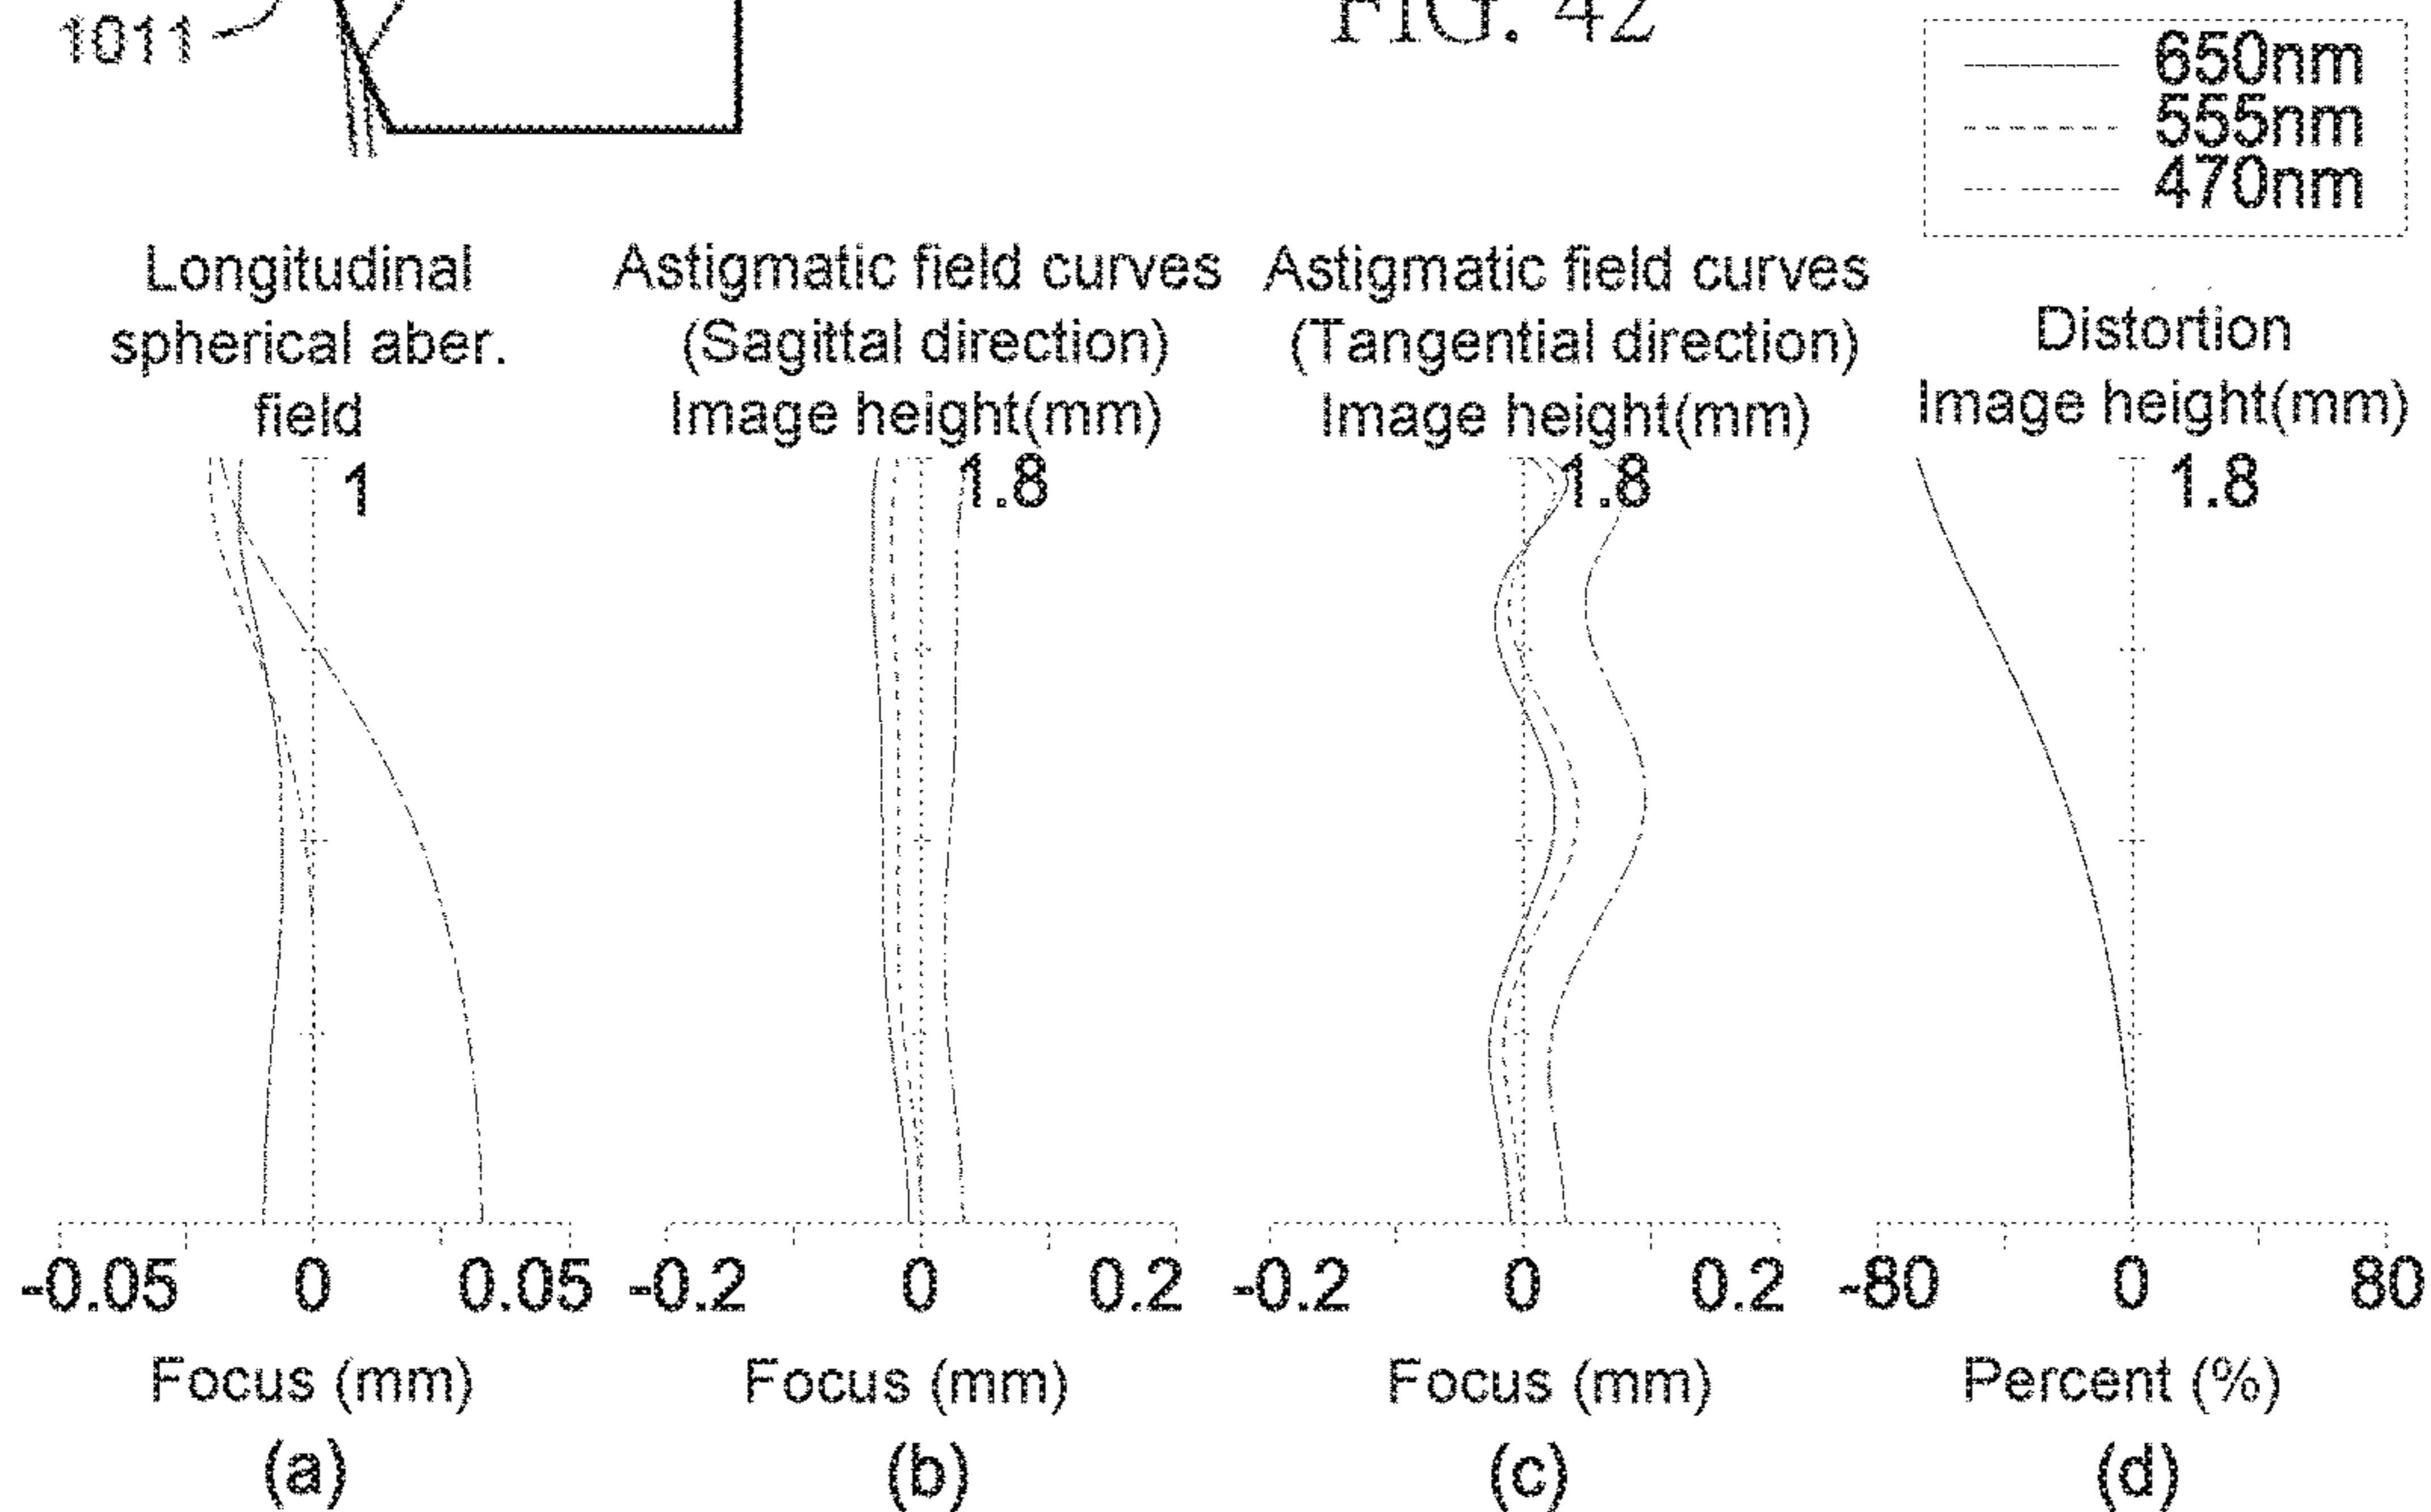 1011
FIG. 42
650nm
555nm
470nm
Longitudinal
spherical aber.
field
1
Astigmatic field curves
(Sagittal direction)
Image height(mm)
1.8
Astigmatic field curves
(Tangential direction)
Image height(mm)
1.8
Distortion
Image height(mm)
1.8
-0.05 0 0.05
Focus (mm)
(a)
-0.2 0 0.2
Focus (mm)
(b)
-0.2 0 0.2
Focus (mm)
(c)
-80 0 80
Percent (%)
(d)